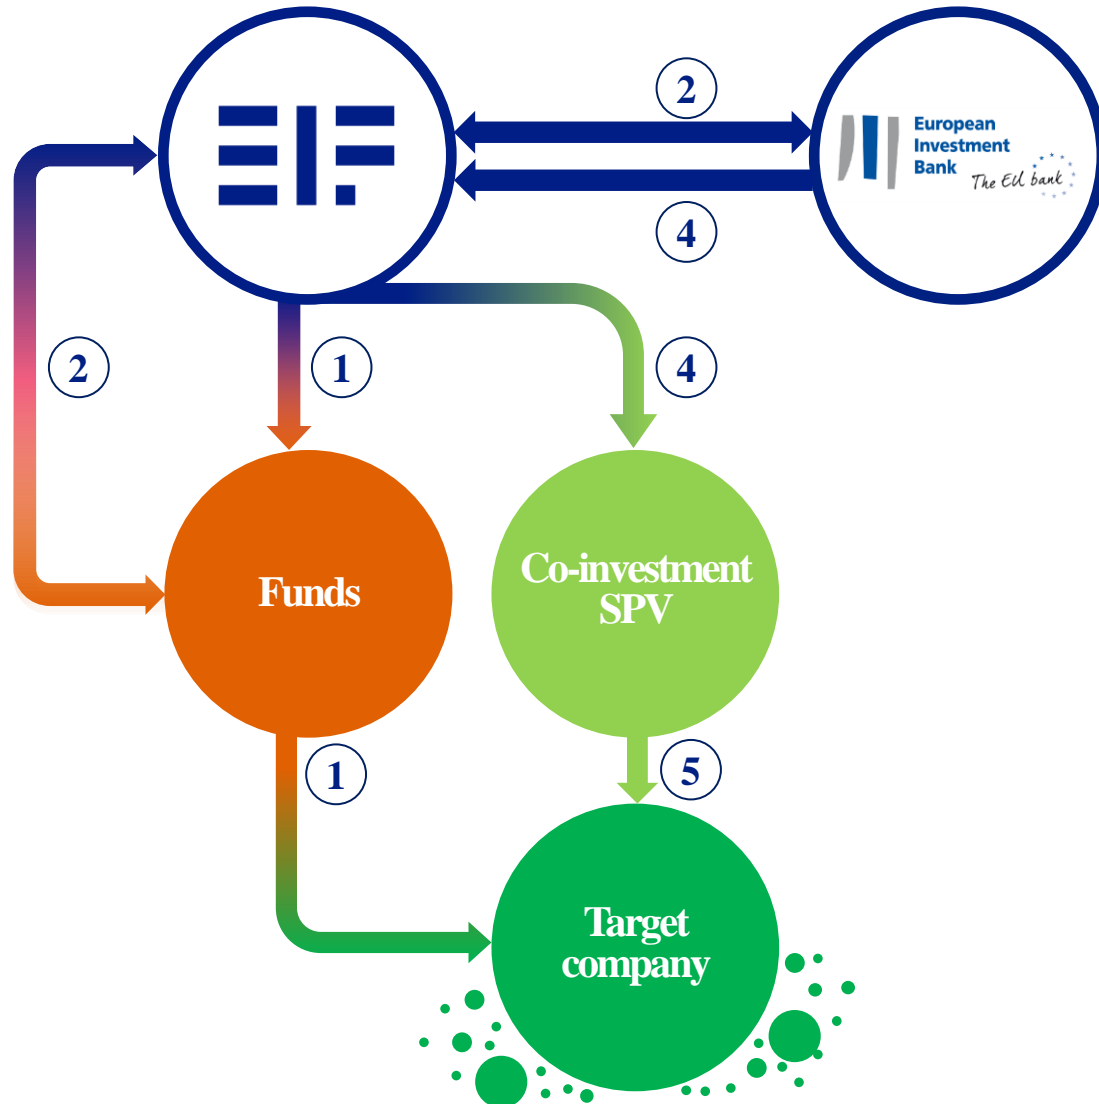 EIF
2
European
Investment
Bank
The EU bank
4
2
1
4
Funds
Co-investment
SPV
1
5
Target
company